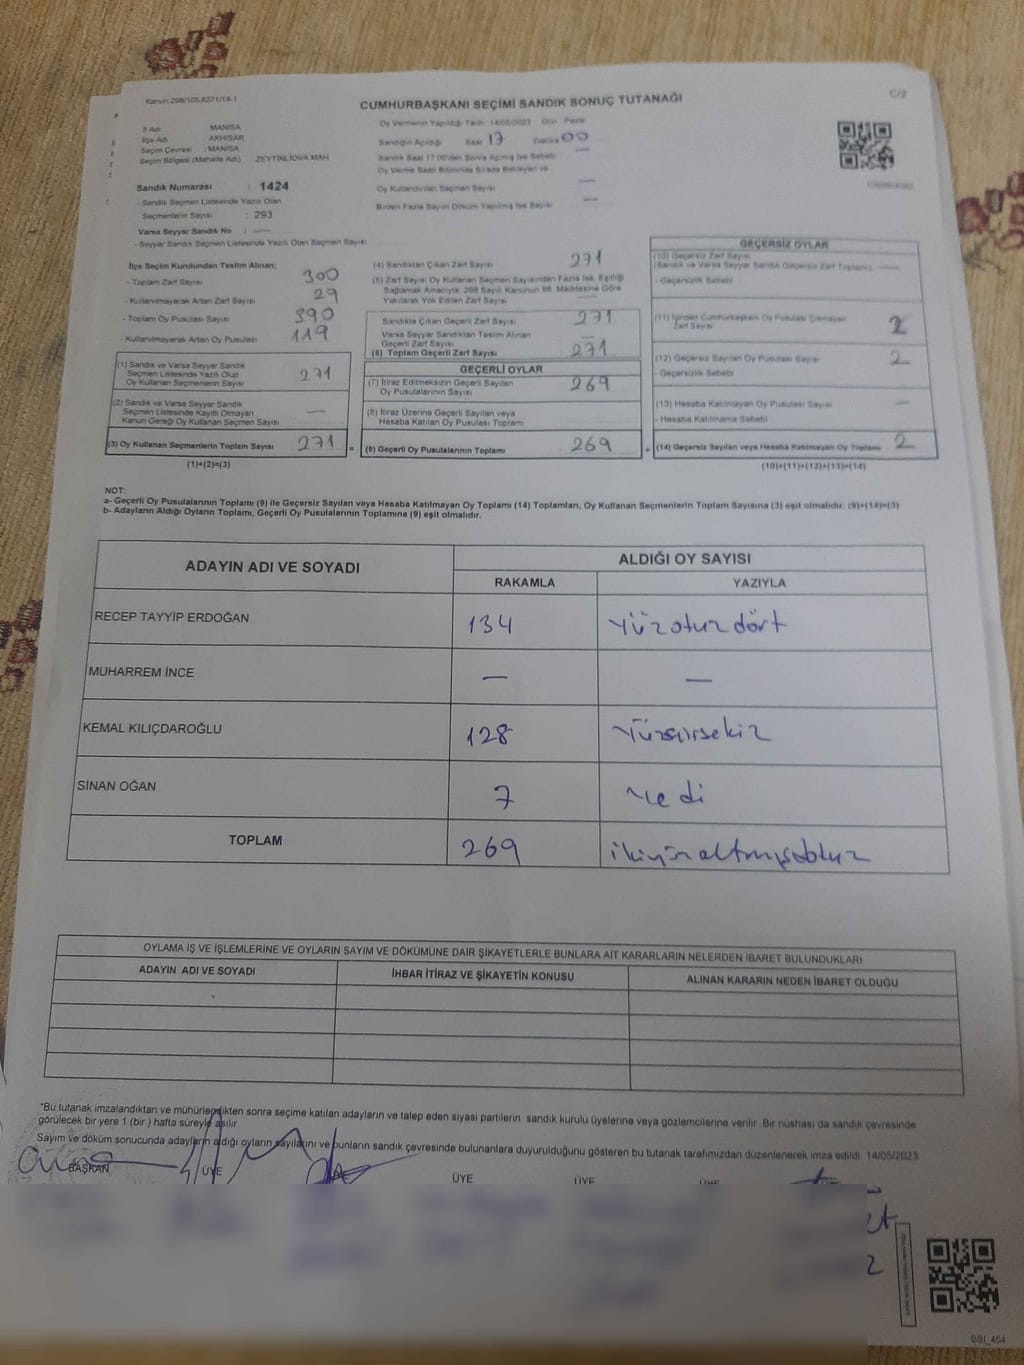 Kanun:298/100,6271/18-1
CUMHURBAŞKANI SEÇİMİ SANDIK SONUÇ TUTANAĞI
C/2
İl Adı MANİSA
İlçe Adı AKHİSAR
Seçim Çevresi : MANİSA
Seçim Bölgesi (Mahalle Adı) ZEYTİNLİOVA MAH
Sandık Numarası : 1424
- Sandık Seçmen Listesinde Yazılı Olan
Seçmenlerin Sayısı : 293
Varsa Seyyar Sandık No : —
- Seyyar Sandık Seçmen Listesinde Yazılı Olan Seçmen Sayısı
Oy Vermenin Yapıldığı Tarih 14/05/2023 Gün Pazar
Sandığın Açıldığı Saat 17 Dakika 00
Sandık Saat 17.00'den Sonra Açılmış İse Sebebi
Oy Verme Saati Bitiminde Sırada Bekleyen ve
Oy Kullandırılan Seçmen Sayısı —
Birden Fazla Sayım Döküm Yapılmış İse Sayısı —
İlçe Seçim Kurulundan Teslim Alınan;
- Toplam Zarf Sayısı 300
- Kullanılmayarak Artan Zarf Sayısı 29
- Toplam Oy Pusulası Sayısı 390
- Kullanılmayarak Artan Oy Pusulası 119
(1) Sandık ve Varsa Seyyar Sandık
Seçmen Listesinde Yazılı Olup
Oy Kullanan Seçmenlerin Sayısı 271
(2) Sandık ve Varsa Seyyar Sandık
Seçmen Listesinde Kayıtlı Olmayan
Kanun Gereği Oy Kullanan Seçmen Sayısı —
(3) Oy Kullanan Seçmenlerin Toplam Sayısı 271
(1)+(2)=(3)
(4) Sandıktan Çıkan Zarf Sayısı 271
(5) Zarf Sayısı Oy Kullanan Seçmen Sayısından Fazla İse, Eşitliği
Sağlamak Amacıyla, 298 Sayılı Kanunun 98. Maddesine Göre
Yakılarak Yok Edilen Zarf Sayısı —
Sandıkta Çıkan Geçerli Zarf Sayısı 271
Varsa Seyyar Sandıktan Teslim Alınan
Geçerli Zarf Sayısı —
(6) Toplam Geçerli Zarf Sayısı 271
GEÇERLİ OYLAR
(7) İtiraz Edilmeksizin Geçerli Sayılan
Oy Pusulalarının Sayısı 269
(8) İtiraz Üzerine Geçerli Sayılan veya
Hesaba Katılan Oy Pusulası Toplamı
= (9) Geçerli Oy Pusulalarının Toplamı 269
GEÇERSİZ OYLAR
(10) Geçersiz Zarf Sayısı
(Sandık ve Varsa Seyyar Sandık Geçersiz Zarf Toplamı) —
- Geçersizlik Sebebi
(11) İçinden Cumhurbaşkanı Oy Pusulası Çıkmayan
Zarf Sayısı 2
(12) Geçersiz Sayılan Oy Pusulası Sayısı 2
- Geçersizlik Sebebi
(13) Hesaba Katılmayan Oy Pusulası Sayısı —
- Hesaba Katılmama Sebebi
+ (14) Geçersiz Sayılan veya Hesaba Katılmayan Oy Toplamı 2
(10)+(11)+(12)+(13)=(14)
NOT:
a- Geçerli Oy Pusulalarının Toplamı (9) ile Geçersiz Sayılan veya Hesaba Katılmayan Oy Toplamı (14) Toplamları, Oy Kullanan Seçmenlerin Toplam Sayısına (3) eşit olmalıdır. (9)+(14)=(3)
b- Adayların Aldığı Oyların Toplamı, Geçerli Oy Pusulalarının Toplamına (9) eşit olmalıdır.
ADAYIN ADI VE SOYADI ALDIĞI OY SAYISI
RAKAMLA YAZIYLA
RECEP TAYYİP ERDOĞAN 134 Yüzotuzdört
MUHARREM İNCE — —
KEMAL KILIÇDAROĞLU 128
SİNAN OĞAN 7 Yedi
TOPLAM 269 ikiyüzaltmışdokuz
OYLAMA İŞ VE İŞLEMLERİNE VE OYLARIN SAYIM VE DÖKÜMÜNE DAİR ŞİKAYETLERLE BUNLARA AİT KARARLARIN NELERDEN İBARET BULUNDUKLARI
ADAYIN ADI VE SOYADI İHBAR İTİRAZ VE ŞİKAYETİN KONUSU ALINAN KARARIN NEDEN İBARET OLDUĞU
*Bu tutanak imzalandıktan ve mühürlendikten sonra seçime katılan adayların ve talep eden siyasi partilerin sandık kurulu üyelerine veya gözlemcilerine verilir. Bir nüshası da sandık çevresinde
görülecek bir yere 1 (bir) hafta süreyle asılır.
Sayım ve döküm sonucunda adayların aldığı oyların sayılarını ve bunların sandık çevresinde bulunanlara duyurulduğunu gösteren bu tutanak tarafımızdan düzenlenerek imza edildi. 14/05/2023
BAŞKAN ÜYE ÜYE ÜYE ÜYE